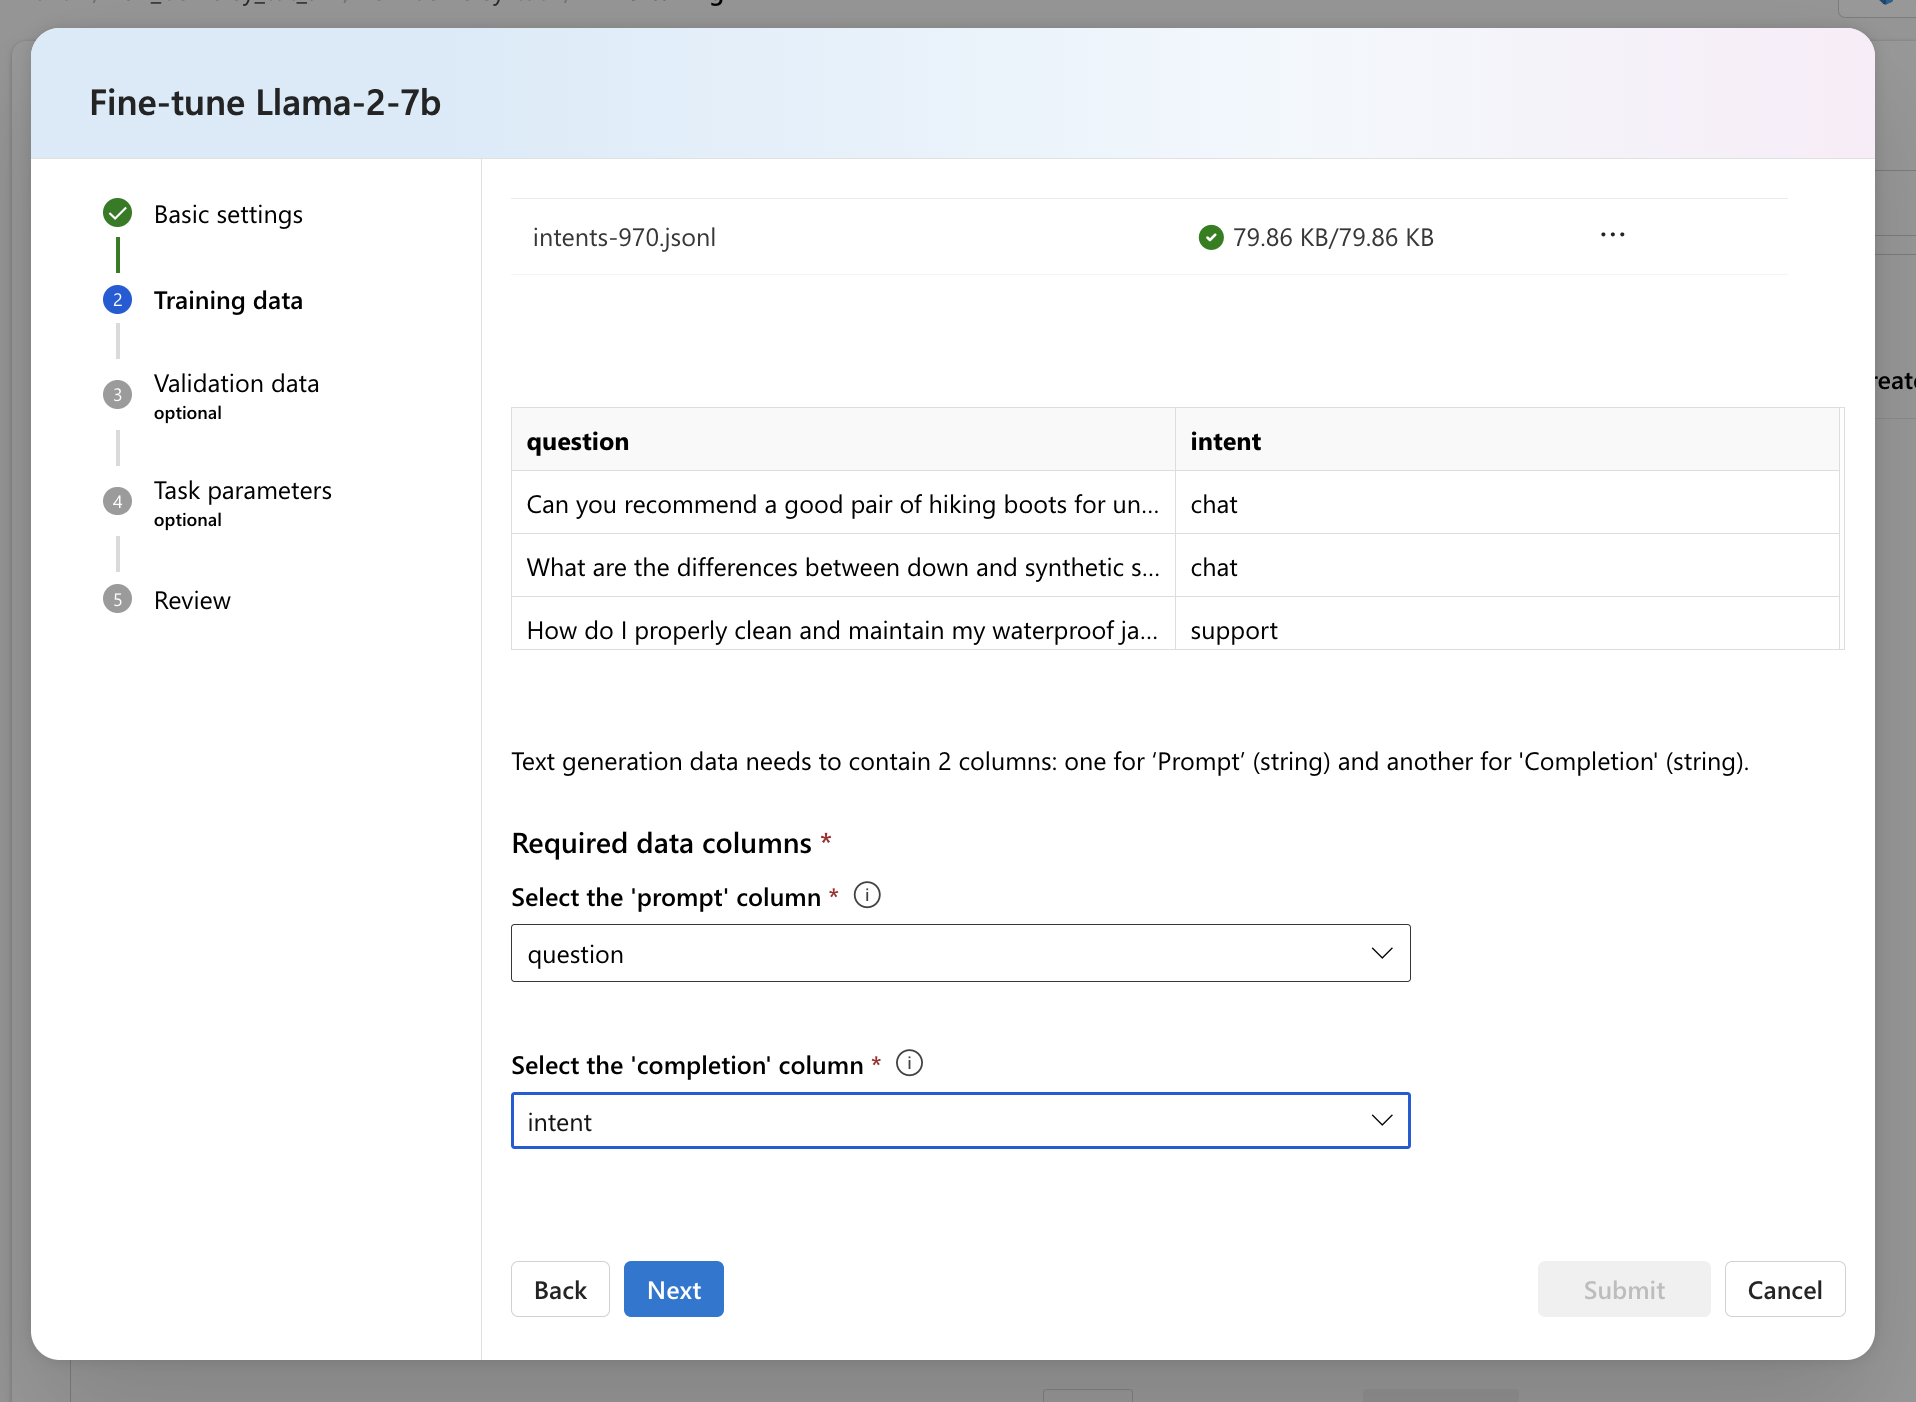 Fine-tune Llama-2-7b
Basic settings
2 Training data
3 Validation data
optional
4 Task parameters
optional
5 Review
intents-970.jsonl 79.86 KB/79.86 KB ...
question intent
Can you recommend a good pair of hiking boots for un... chat
What are the differences between down and synthetic s... chat
How do I properly clean and maintain my waterproof ja... support
Text generation data needs to contain 2 columns: one for ‘Prompt’ (string) and another for 'Completion' (string).
Required data columns *
Select the 'prompt' column *
question
Select the 'completion' column *
intent
Back Next Submit Cancel